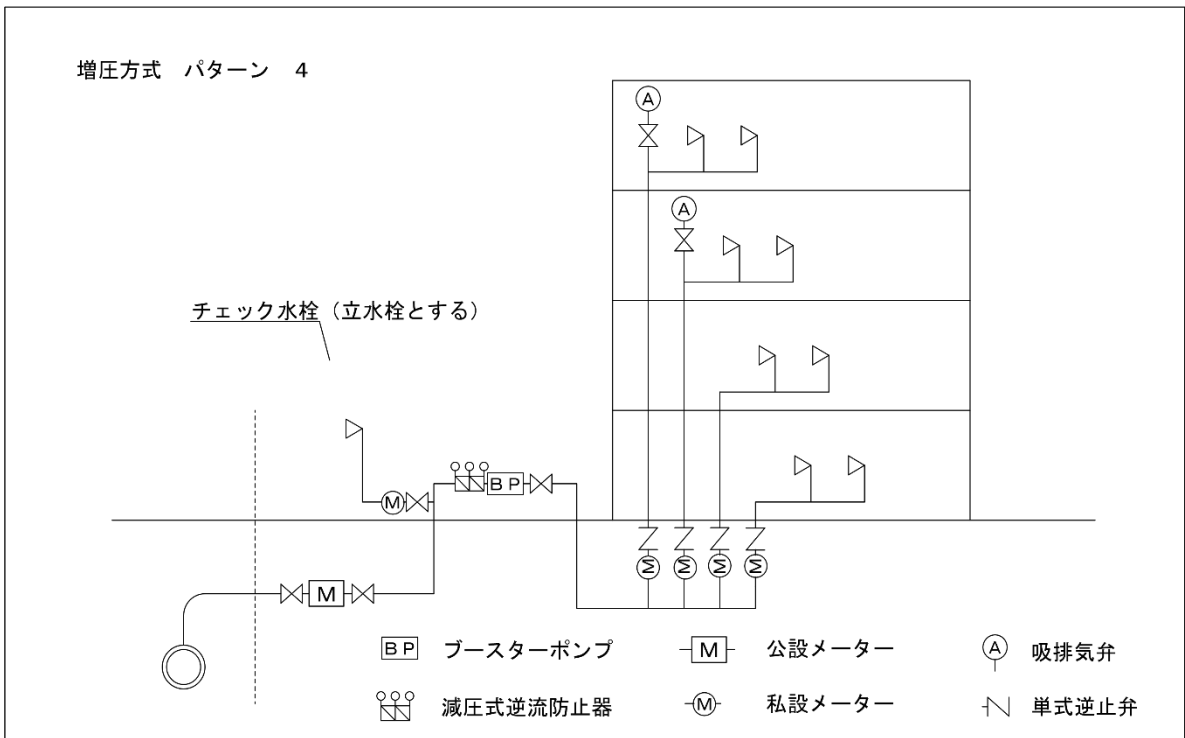 増圧方式 パターン 4
A
A
チェック水栓(立水栓とする)
BP
M
M M M M
M
BP ブースターポンプ M 公設メーター A 吸排気弁
減圧式逆流防止器 M 私設メーター 単式逆止弁